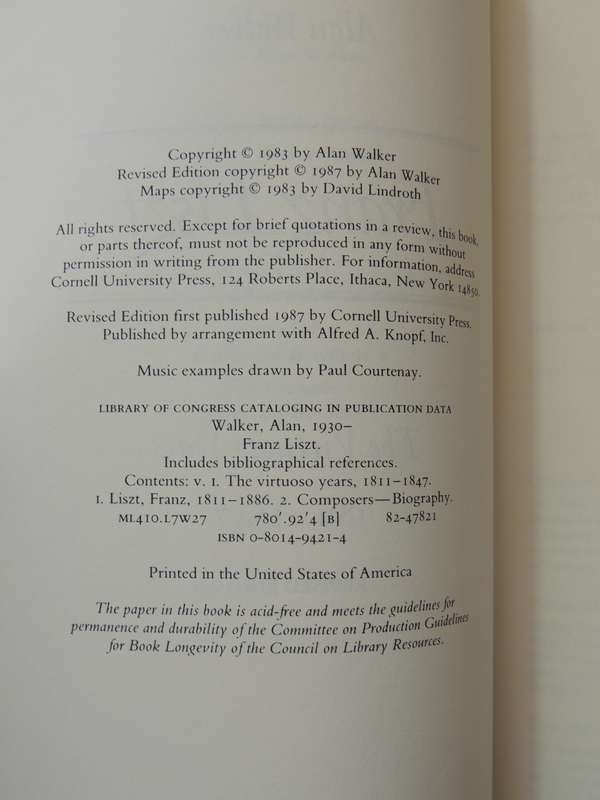 Copyright © 1983 by Alan Walker
Revised Edition copyright © 1987 by Alan Walker
Maps copyright © 1983 by David Lindroth
All rights reserved. Except for brief quotations in a review, this book,
or parts thereof, must not be reproduced in any form without
permission in writing from the publisher. For information, address
Cornell University Press, 124 Roberts Place, Ithaca, New York 14850.
Revised Edition first published 1987 by Cornell University Press.
Published by arrangement with Alfred A. Knopf, Inc.
Music examples drawn by Paul Courtenay.
LIBRARY OF CONGRESS CATALOGING IN PUBLICATION DATA
Walker, Alan, 1930–
Franz Liszt.
Includes bibliographical references.
Contents: v. 1. The virtuoso years, 1811–1847.
1. Liszt, Franz, 1811–1886. 2. Composers—Biography.
ML410.L7W27 780′.92′4 [B] 82-47821
ISBN 0-8014-9421-4
Printed in the United States of America
The paper in this book is acid-free and meets the guidelines for
permanence and durability of the Committee on Production Guidelines
for Book Longevity of the Council on Library Resources.